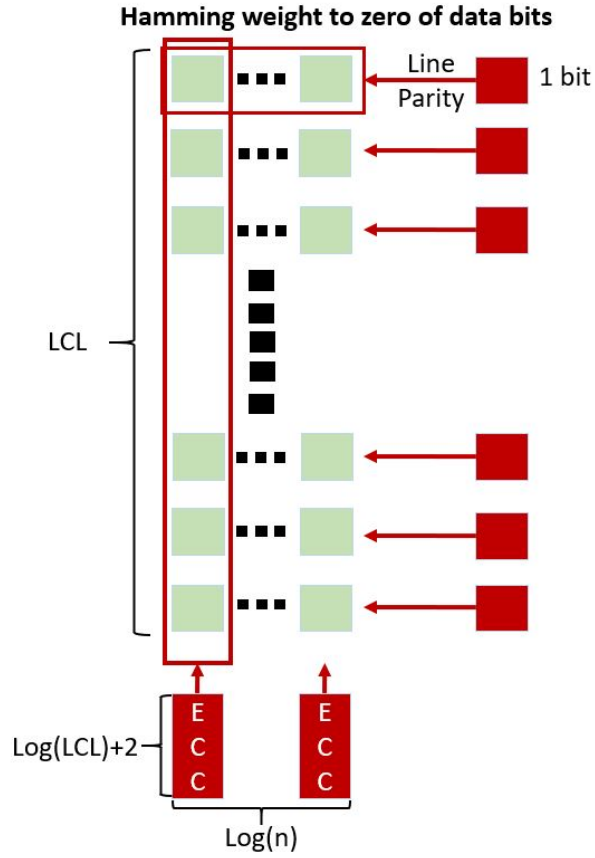 Hamming weight to zero of data bits
Line
Parity
1 bit
LCL
Log(LCL)+2
E
C
C
E
C
C
Log(n)